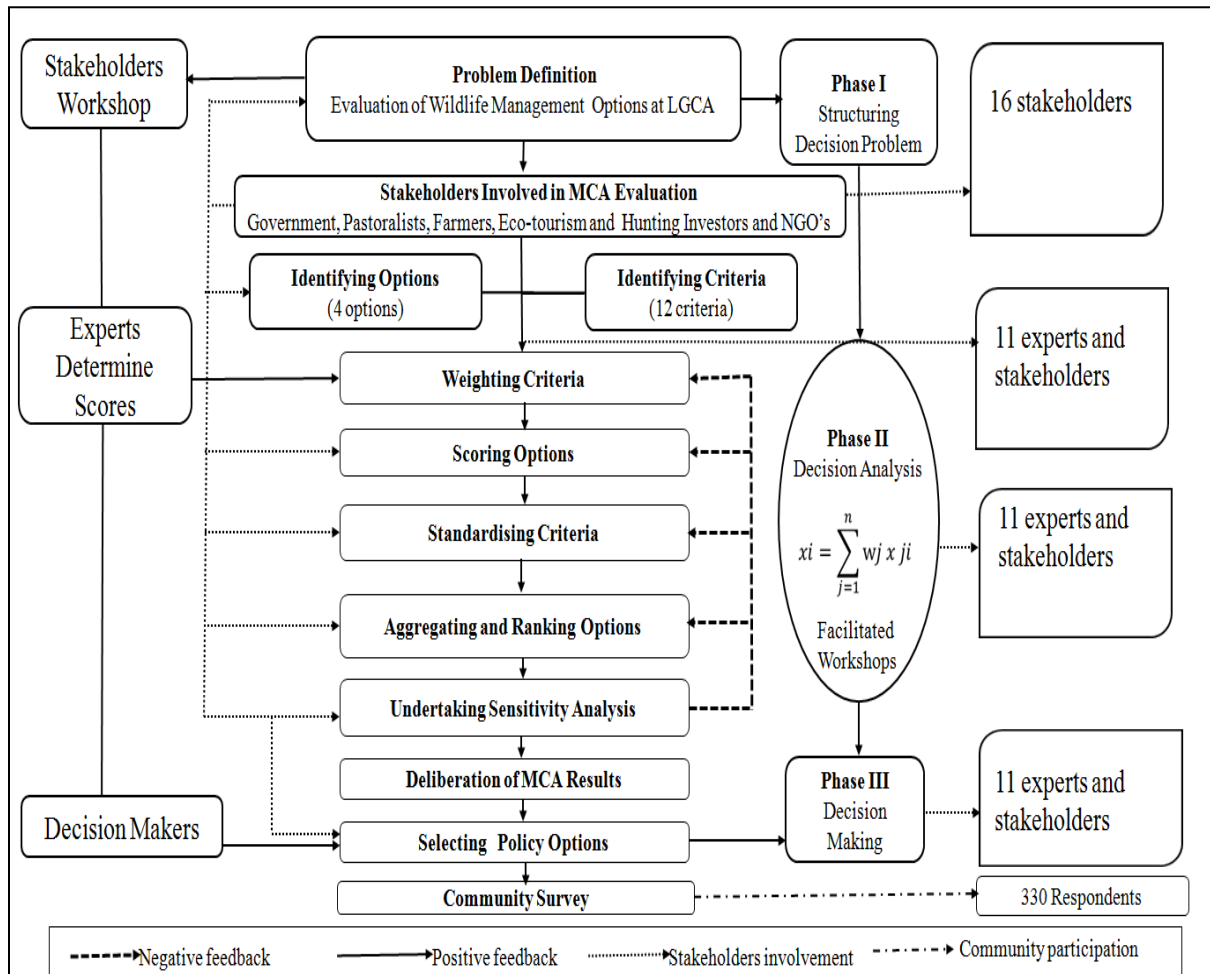 Stakeholders
Workshop
Problem Definition
Evaluation of Wildlife Management Options at LGCA
Phase I
Structuring
Decision Problem
16 stakeholders
Stakeholders Involved in MCA Evaluation
Government, Pastoralists, Farmers, Eco-tourism and Hunting Investors and NGO's
Identifying Options
(4 options)
Identifying Criteria
(12 criteria)
Experts
Determine
Scores
11 experts and
stakeholders
Weighting Criteria
Scoring Options
Standardising Criteria
Aggregating and Ranking Options
Undertaking Sensitivity Analysis
Phase II
Decision Analysis
xi = ∑ wj x ji
n
j=1
Facilitated
Workshops
11 experts and
stakeholders
Deliberation of MCA Results
Decision Makers
Selecting Policy Options
Phase III
Decision
Making
11 experts and
stakeholders
Community Survey
330 Respondents
Negative feedback
Positive feedback
Stakeholders involvement
Community participation